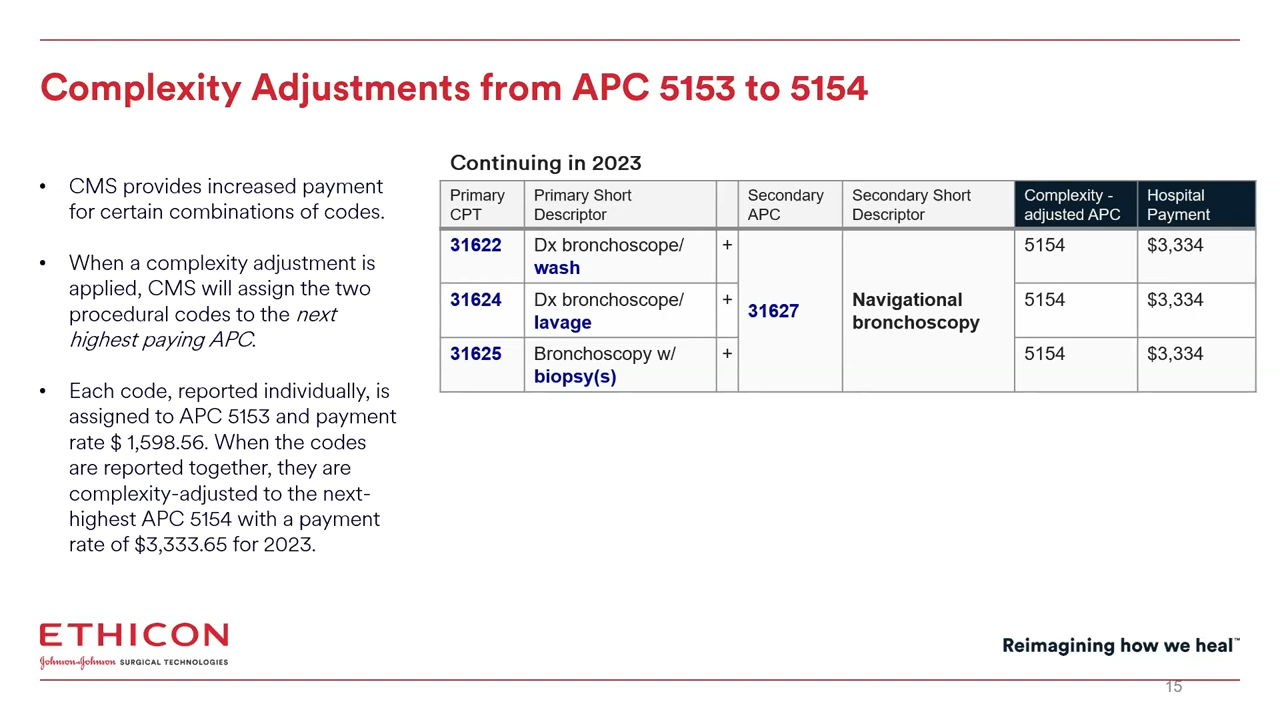 Complexity Adjustments from APC 5153 to 5154
• CMS provides increased payment
for certain combinations of codes.
• When a complexity adjustment is
applied, CMS will assign the two
procedural codes to the next
highest paying APC.
• Each code, reported individually, is
assigned to APC 5153 and payment
rate $ 1,598.56. When the codes
are reported together, they are
complexity-adjusted to the next-
highest APC 5154 with a payment
rate of $3,333.65 for 2023.
Continuing in 2023
Primary CPT | Primary Short Descriptor | | Secondary APC | Secondary Short Descriptor | Complexity - adjusted APC | Hospital Payment
31622 | Dx bronchoscope/ wash | + | 31627 | Navigational bronchoscopy | 5154 | $3,334
31624 | Dx bronchoscope/ lavage | + | 5154 | $3,334
31625 | Bronchoscopy w/ biopsy(s) | + | 5154 | $3,334
ETHICON
Johnson&Johnson SURGICAL TECHNOLOGIES
Reimagining how we heal™
15